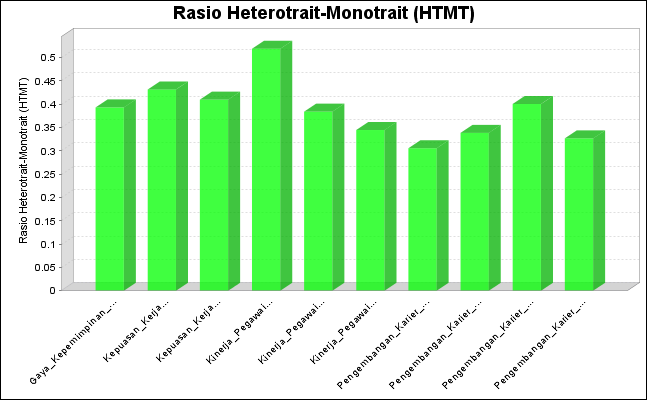 Rasio Heterotrait-Monotrait (HTMT)
Rasio Heterotrait-Monotrait (HTMT)
0.5
0.45
0.4
0.35
0.3
0.25
0.2
0.15
0.1
0.05
0
Gaya_Kepemimpinan_...
Kepuasan_Kerja...
Kepuasan_Kerja...
Kinerja_Pegawai...
Kinerja_Pegawai...
Kinerja_Pegawai...
Pengembangan_Karier_...
Pengembangan_Karier_...
Pengembangan_Karier_...
Pengembangan_Karier_...